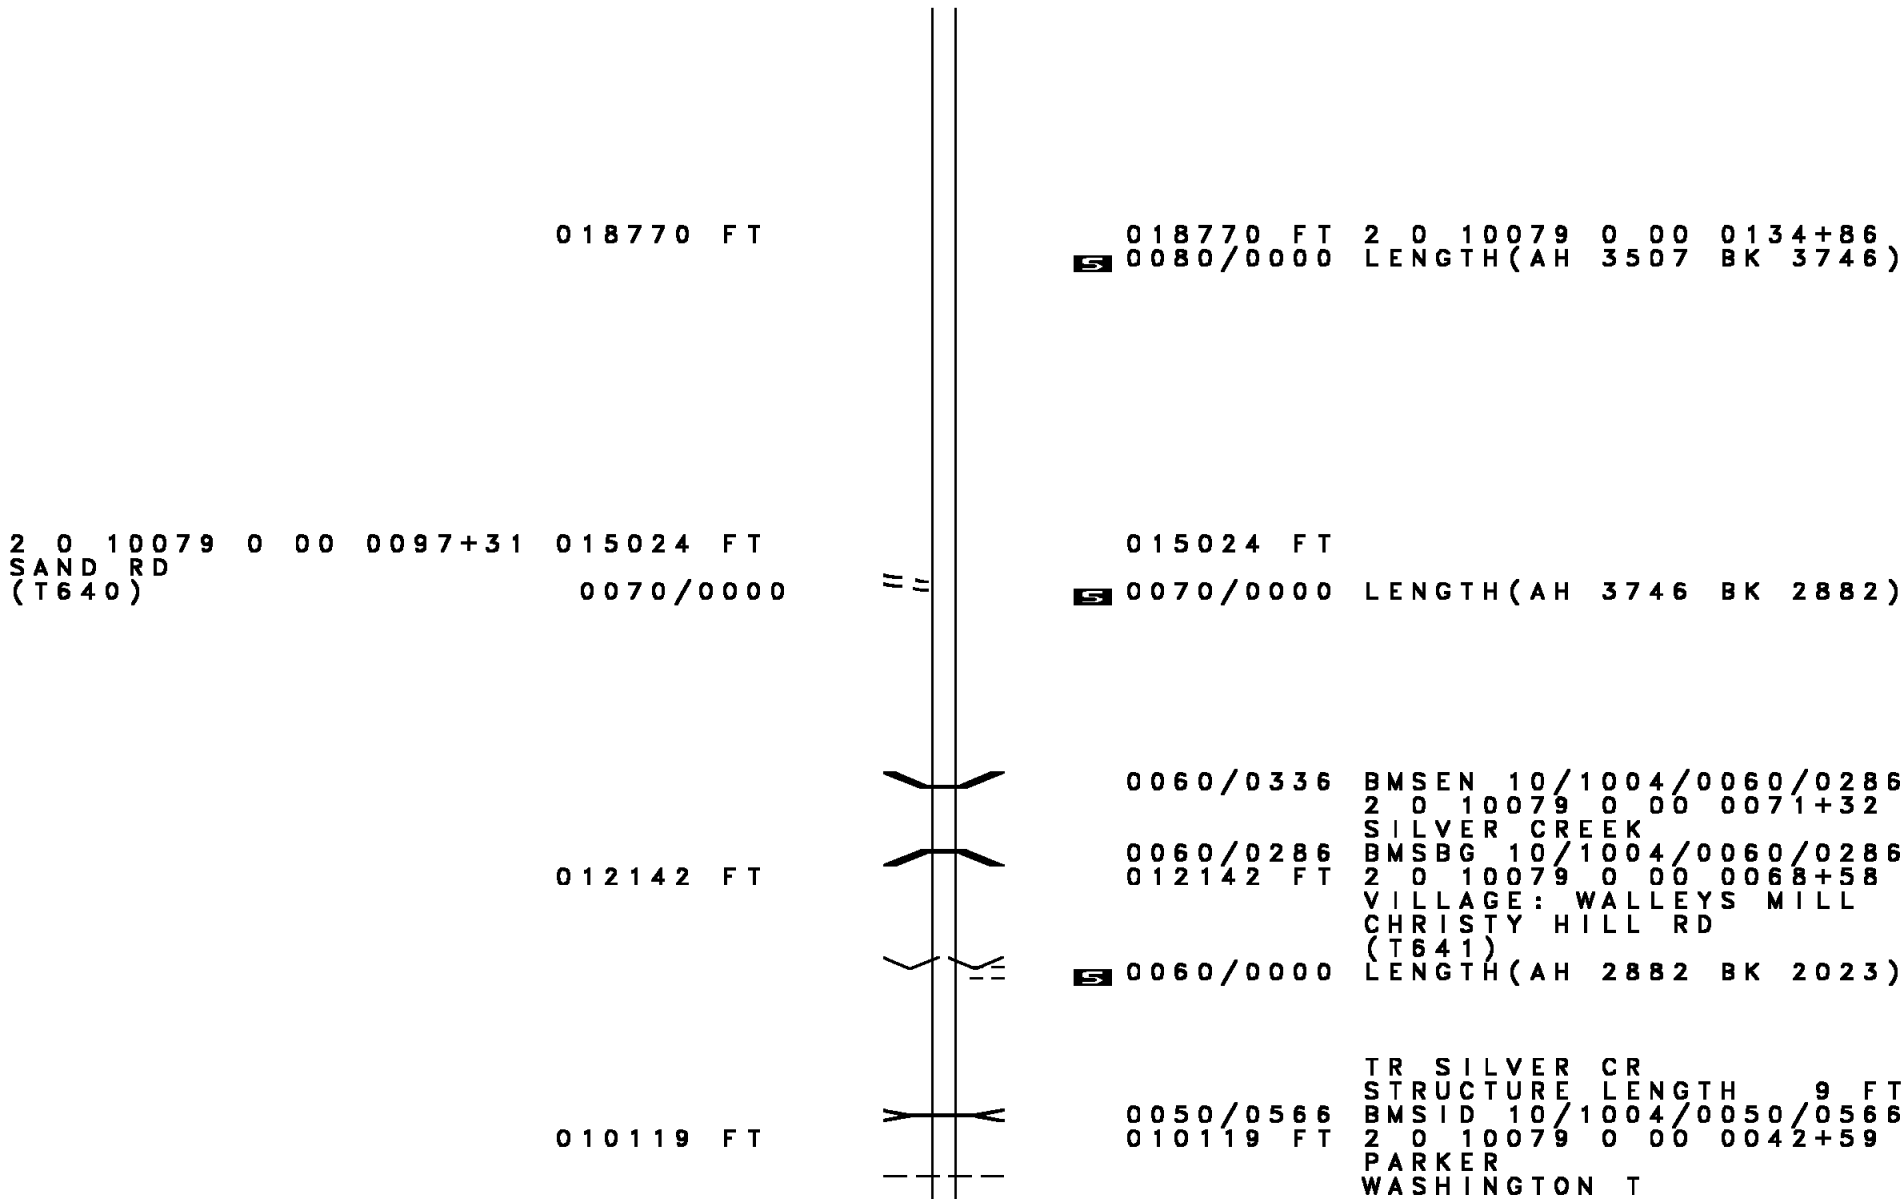 018770 FT 018770 FT 2 0 10079 0 00 0134+86
S 0080/0000 LENGTH(AH 3507 BK 3746)
2 0 10079 0 00 0097+31 015024 FT 015024 FT
SAND RD
(T640) 0070/0000 S 0070/0000 LENGTH(AH 3746 BK 2882)
0060/0336 BMSEN 10/1004/0060/0286
2 0 10079 0 00 0071+32
SILVER CREEK
0060/0286 BMSBG 10/1004/0060/0286
012142 FT 012142 FT 2 0 10079 0 00 0068+58
VILLAGE: WALLEYS MILL
CHRISTY HILL RD
(T641)
S 0060/0000 LENGTH(AH 2882 BK 2023)
TR SILVER CR
STRUCTURE LENGTH 9 FT
0050/0566 BMSID 10/1004/0050/0566
010119 FT 010119 FT 2 0 10079 0 00 0042+59
PARKER
WASHINGTON T